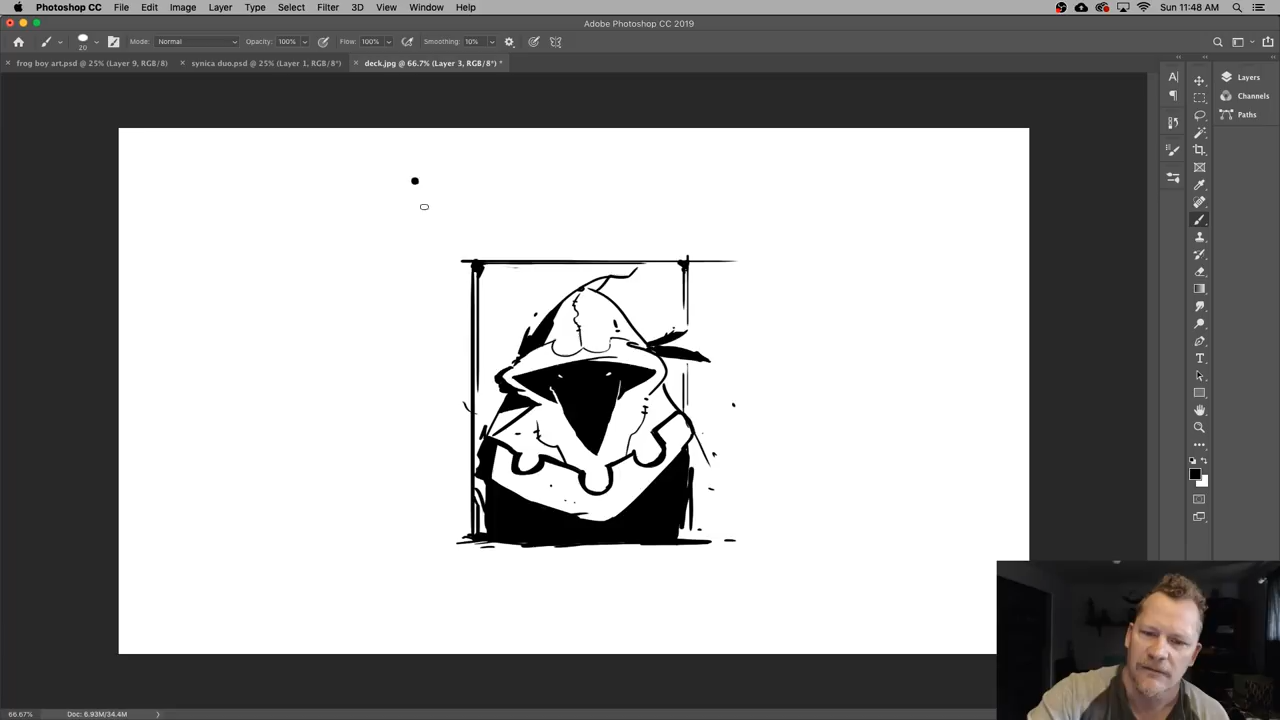 Photoshop CC File Edit Image Layer Type Select Filter 3D View Window Help Sun 11:48 AM
Adobe Photoshop CC 2019
20 Mode: Normal Opacity: 100% Flow: 100% Smoothing: 10%
× frog boy art.psd @ 25% (Layer 9, RGB/8) × synica duo.psd @ 25% (Layer 1, RGB/8*) × deck.jpg @ 66.7% (Layer 3, RGB/8*) *
Layers
Channels
Paths
66.67% Doc: 6.93M/34.4M